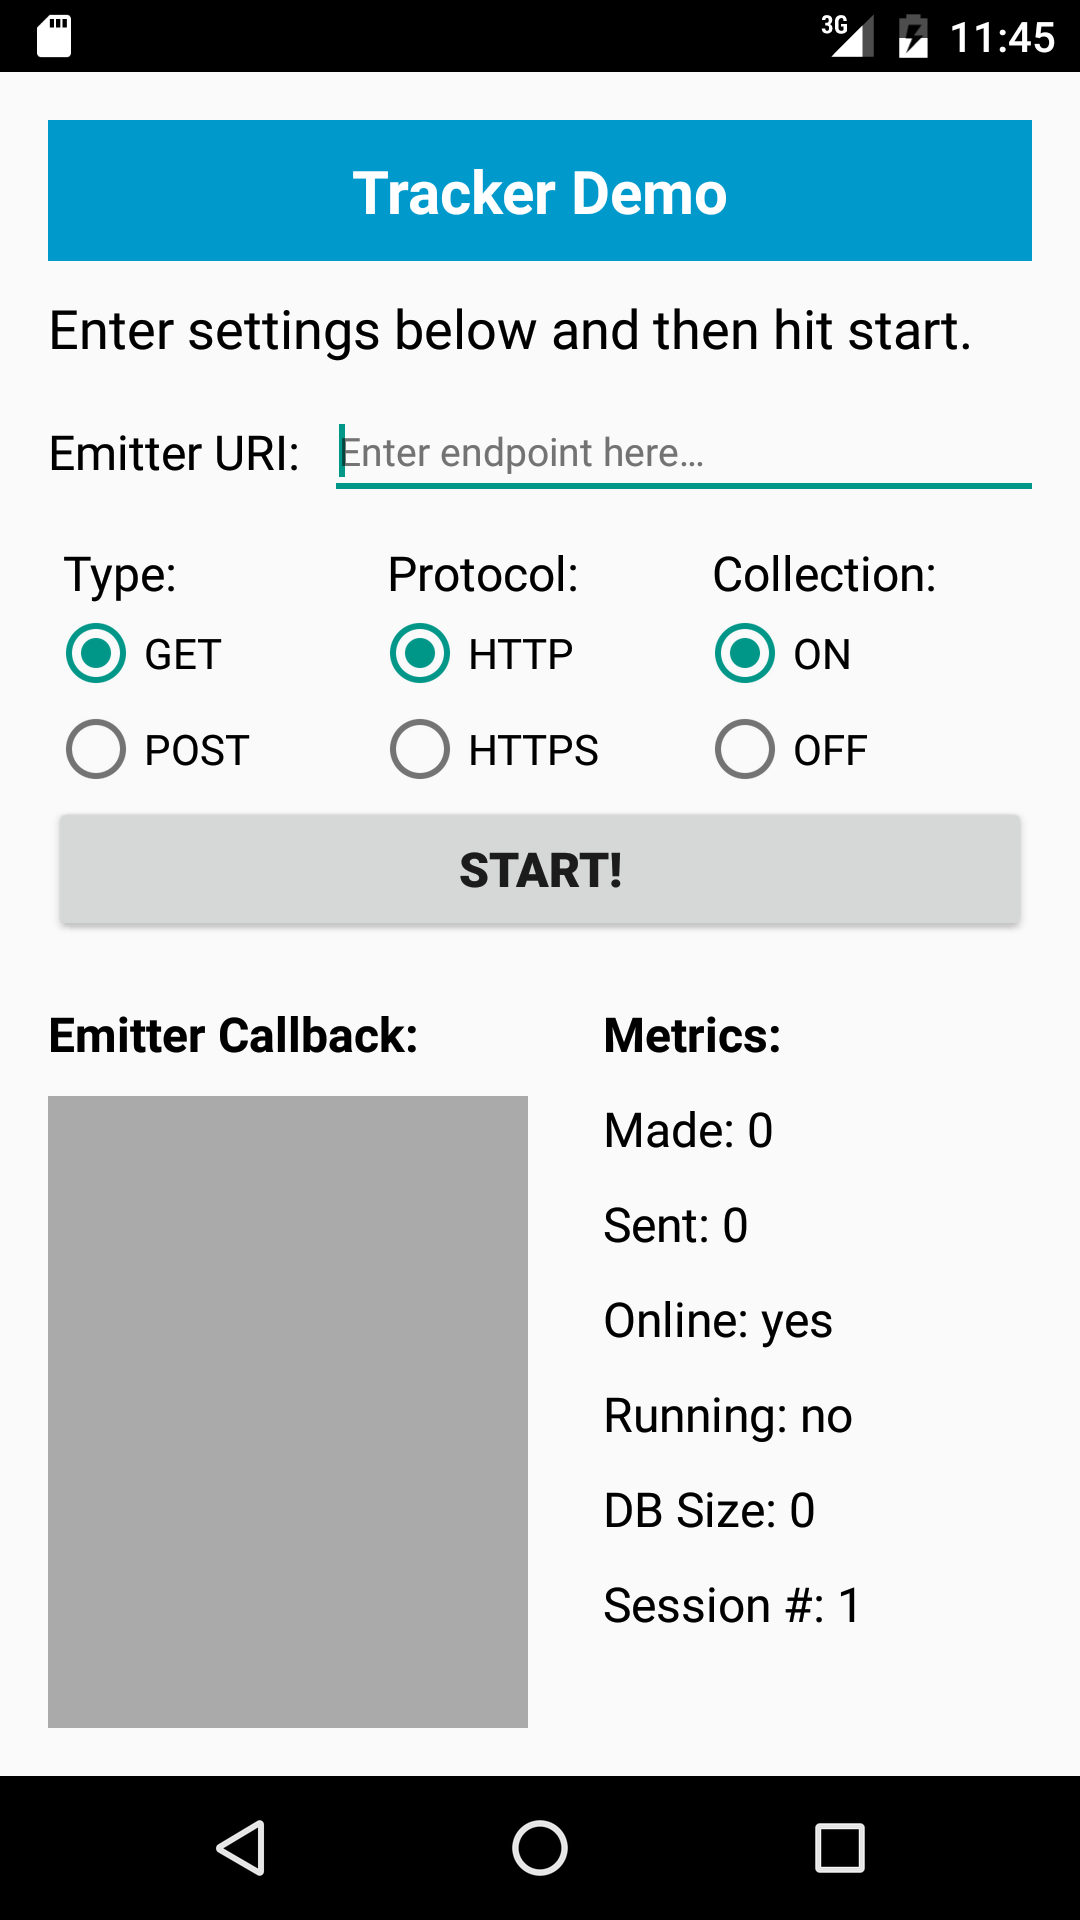 3G 11:45
Tracker Demo
Enter settings below and then hit start.
Emitter URI: Enter endpoint here...
Type: Protocol: Collection:
GET HTTP ON
POST HTTPS OFF
START!
Emitter Callback: Metrics:
Made: 0
Sent: 0
Online: yes
Running: no
DB Size: 0
Session #: 1